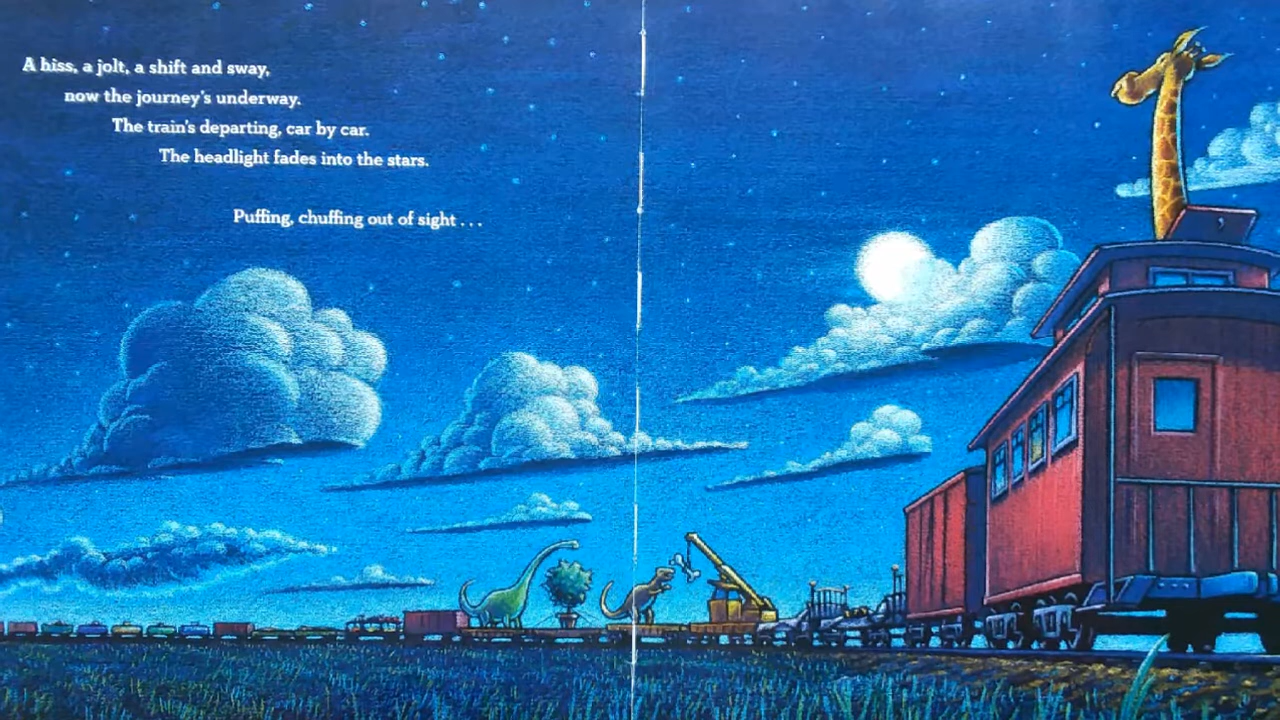 A hiss, a jolt, a shift and sway,
now the journey's underway.
The train's departing, car by car.
The headlight fades into the stars.
Puffing, chuffing out of sight . . .